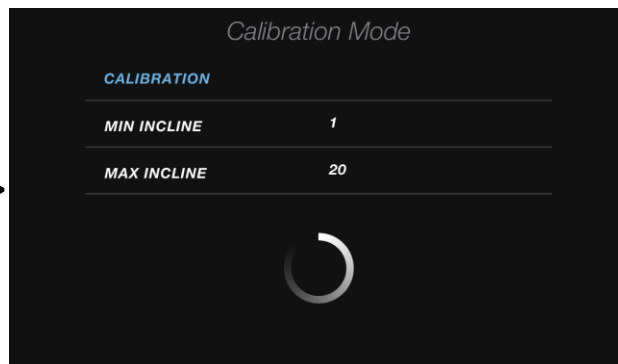 Calibration Mode
CALIBRATION
MIN INCLINE 1
MAX INCLINE 20